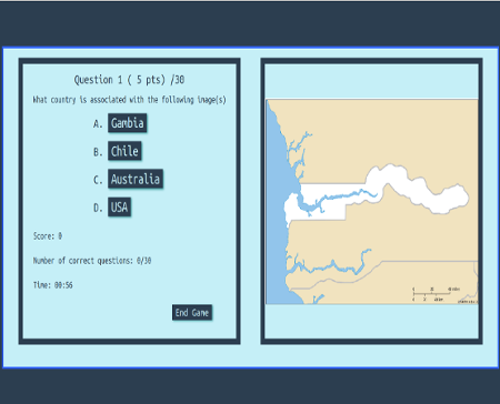 Question 1 ( 5 pts) /30
What country is associated with the following image(s)
A. Gambia
B. Chile
C. Australia
D. USA
Score: 0
Number of correct questions: 0/30
Time: 00:56
End Game